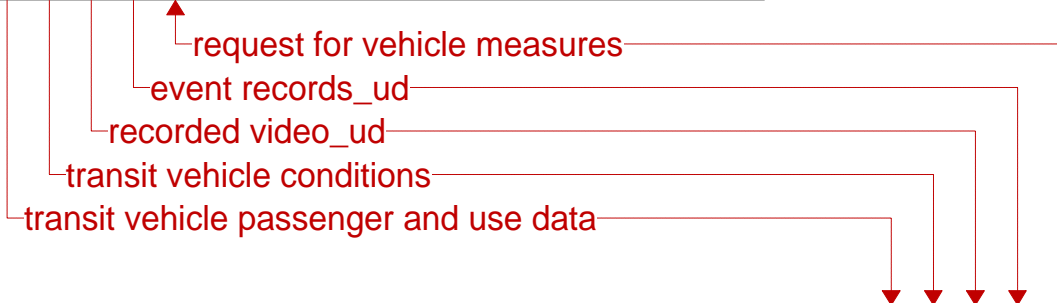 request for vehicle measures
event records_ud
recorded video_ud
transit vehicle conditions
transit vehicle passenger and use data